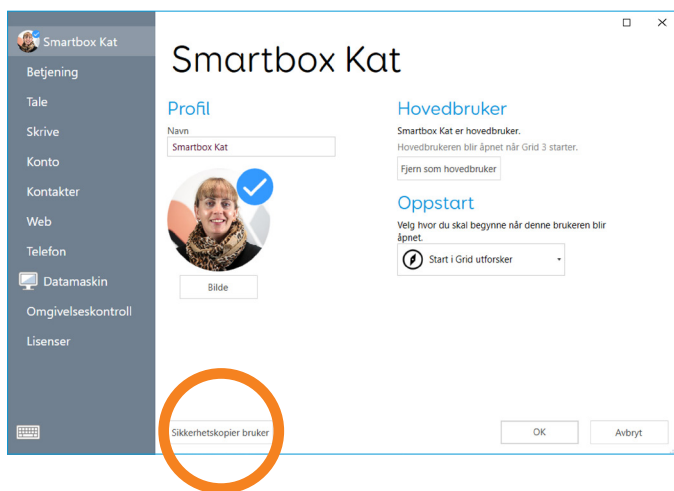 Smartbox Kat
Betjening
Tale
Skrive
Konto
Kontakter
Web
Telefon
Datamaskin
Omgivelseskontroll
Lisenser
Smartbox Kat
Profil
Navn
Smartbox Kat
Bilde
Hovedbruker
Smartbox Kat er hovedbruker.
Hovedbrukeren blir åpnet når Grid 3 starter.
Fjern som hovedbruker
Oppstart
Velg hvor du skal begynne når denne brukeren blir
åpnet.
Start i Grid utforsker
Sikkerhetskopier bruker
OK
Avbryt